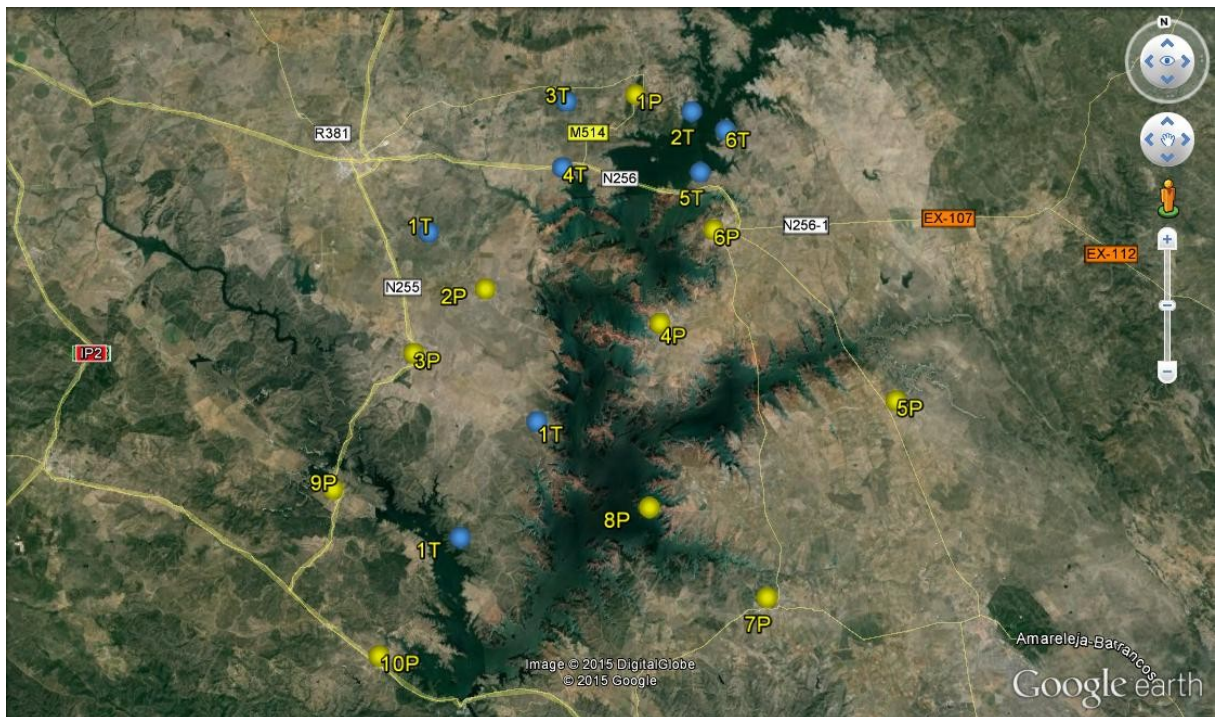 N
3T
1P
M514
R381
2T
6T
4T
N256
5T
1T
6P
N256-1
EX-107
EX-112
N255
2P
4P
IP2
3P
5P
1T
9P
8P
1T
7P
10P
Amareleja-Barrancos
Image © 2015 DigitalGlobe
© 2015 Google
Google earth